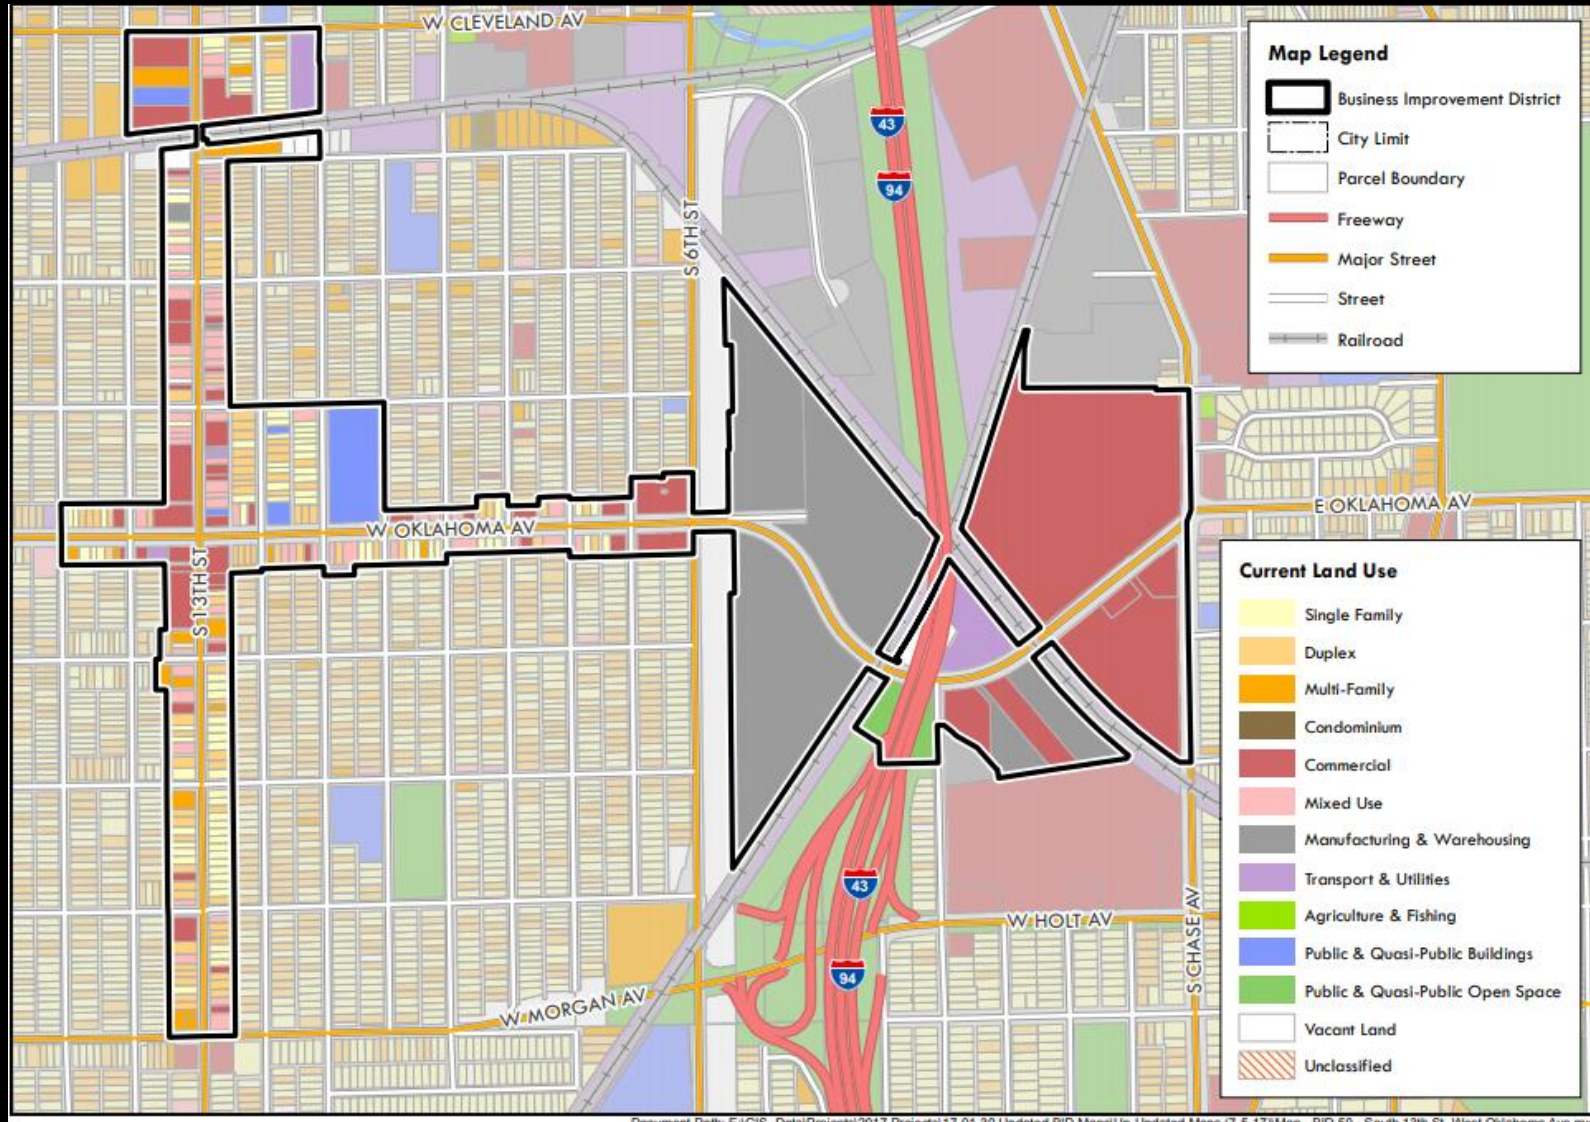 W CLEVELAND AV
43
94
S 6TH ST
W OKLAHOMA AV
E OKLAHOMA AV
S 13TH ST
43
W HOLT AV
S CHASE AV
94
W MORGAN AV
Map Legend
Business Improvement District
City Limit
Parcel Boundary
Freeway
Major Street
Street
Railroad
Current Land Use
Single Family
Duplex
Multi-Family
Condominium
Commercial
Mixed Use
Manufacturing & Warehousing
Transport & Utilities
Agriculture & Fishing
Public & Quasi-Public Buildings
Public & Quasi-Public Open Space
Vacant Land
Unclassified